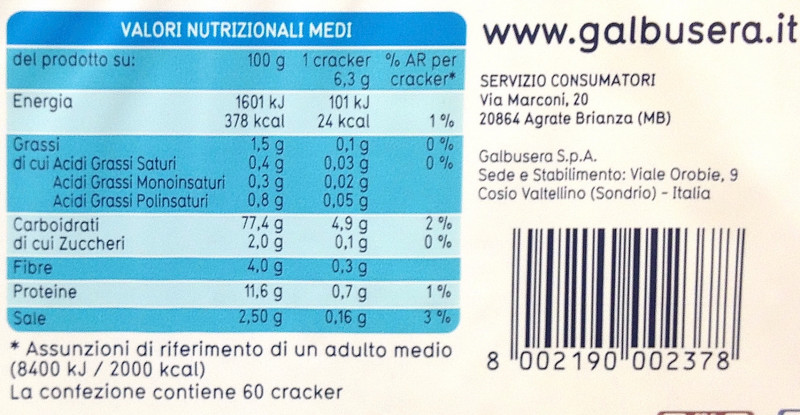 VALORI NUTRIZIONALI MEDI
del prodotto su: 100 g 1 cracker % AR per
6,3 g cracker*
Energia 1601 kJ 101 kJ
378 kcal 24 kcal 1 %
Grassi 1,5 g 0,1 g 0 %
di cui Acidi Grassi Saturi 0,4 g 0,03 g 0 %
Acidi Grassi Monoinsaturi 0,3 g 0,02 g
Acidi Grassi Polinsaturi 0,8 g 0,05 g
Carboidrati 77,4 g 4,9 g 2 %
di cui Zuccheri 2,0 g 0,1 g 0 %
Fibre 4,0 g 0,3 g
Proteine 11,6 g 0,7 g 1 %
Sale 2,50 g 0,16 g 3 %
* Assunzioni di riferimento di un adulto medio
(8400 kJ / 2000 kcal)
La confezione contiene 60 cracker
www.galbusera.it
SERVIZIO CONSUMATORI
Via Marconi, 20
20864 Agrate Brianza (MB)
Galbusera S.p.A.
Sede e Stabilimento: Viale Orobie, 9
Cosio Valtellino (Sondrio) - Italia
8 002190 002378